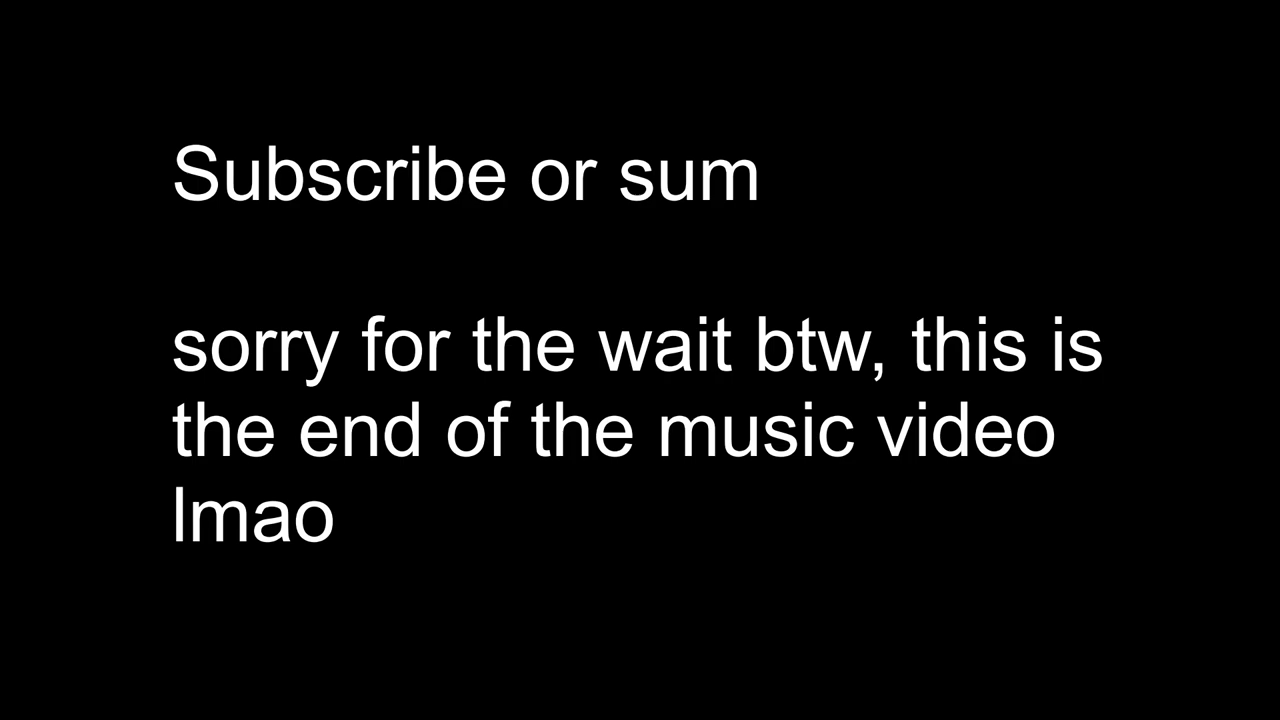 Subscribe or sum
sorry for the wait btw, this is
the end of the music video
lmao